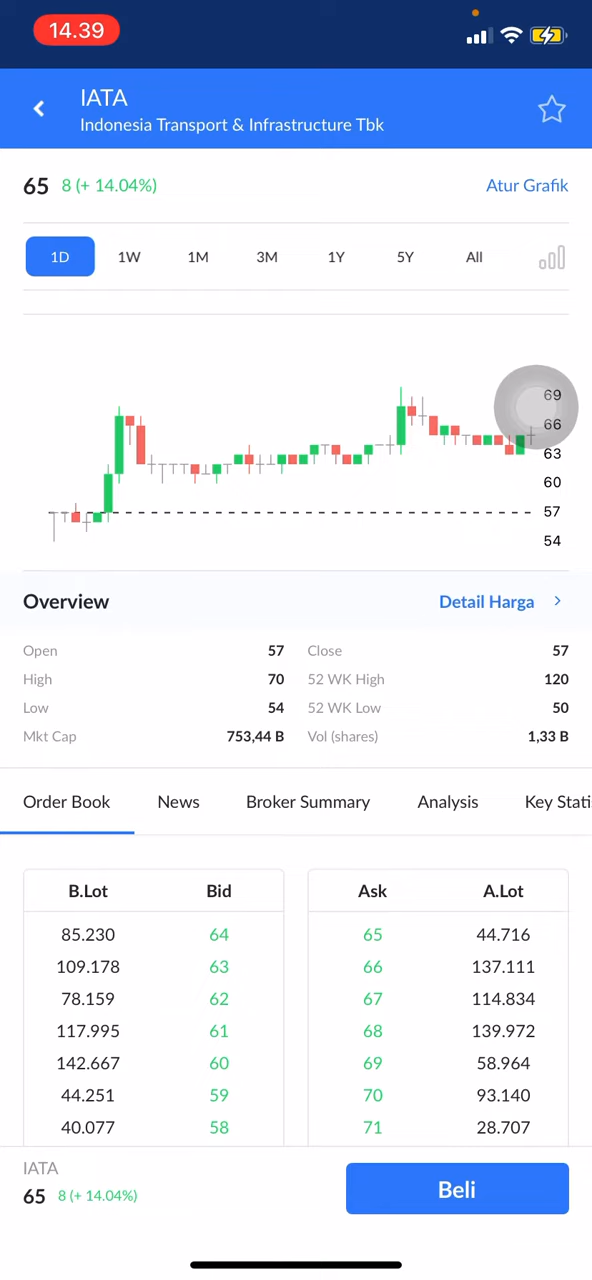 14.39
IATA
Indonesia Transport & Infrastructure Tbk
65 8 (+ 14.04%) Atur Grafik
1D 1W 1M 3M 1Y 5Y All
69
66
63
60
57
54
Overview Detail Harga
Open 57 Close 57
High 70 52 WK High 120
Low 54 52 WK Low 50
Mkt Cap 753,44 B Vol (shares) 1,33 B
Order Book News Broker Summary Analysis Key Stati
B.Lot Bid Ask A.Lot
85.230 64 65 44.716
109.178 63 66 137.111
78.159 62 67 114.834
117.995 61 68 139.972
142.667 60 69 58.964
44.251 59 70 93.140
40.077 58 71 28.707
IATA
65 8 (+ 14.04%)
Beli